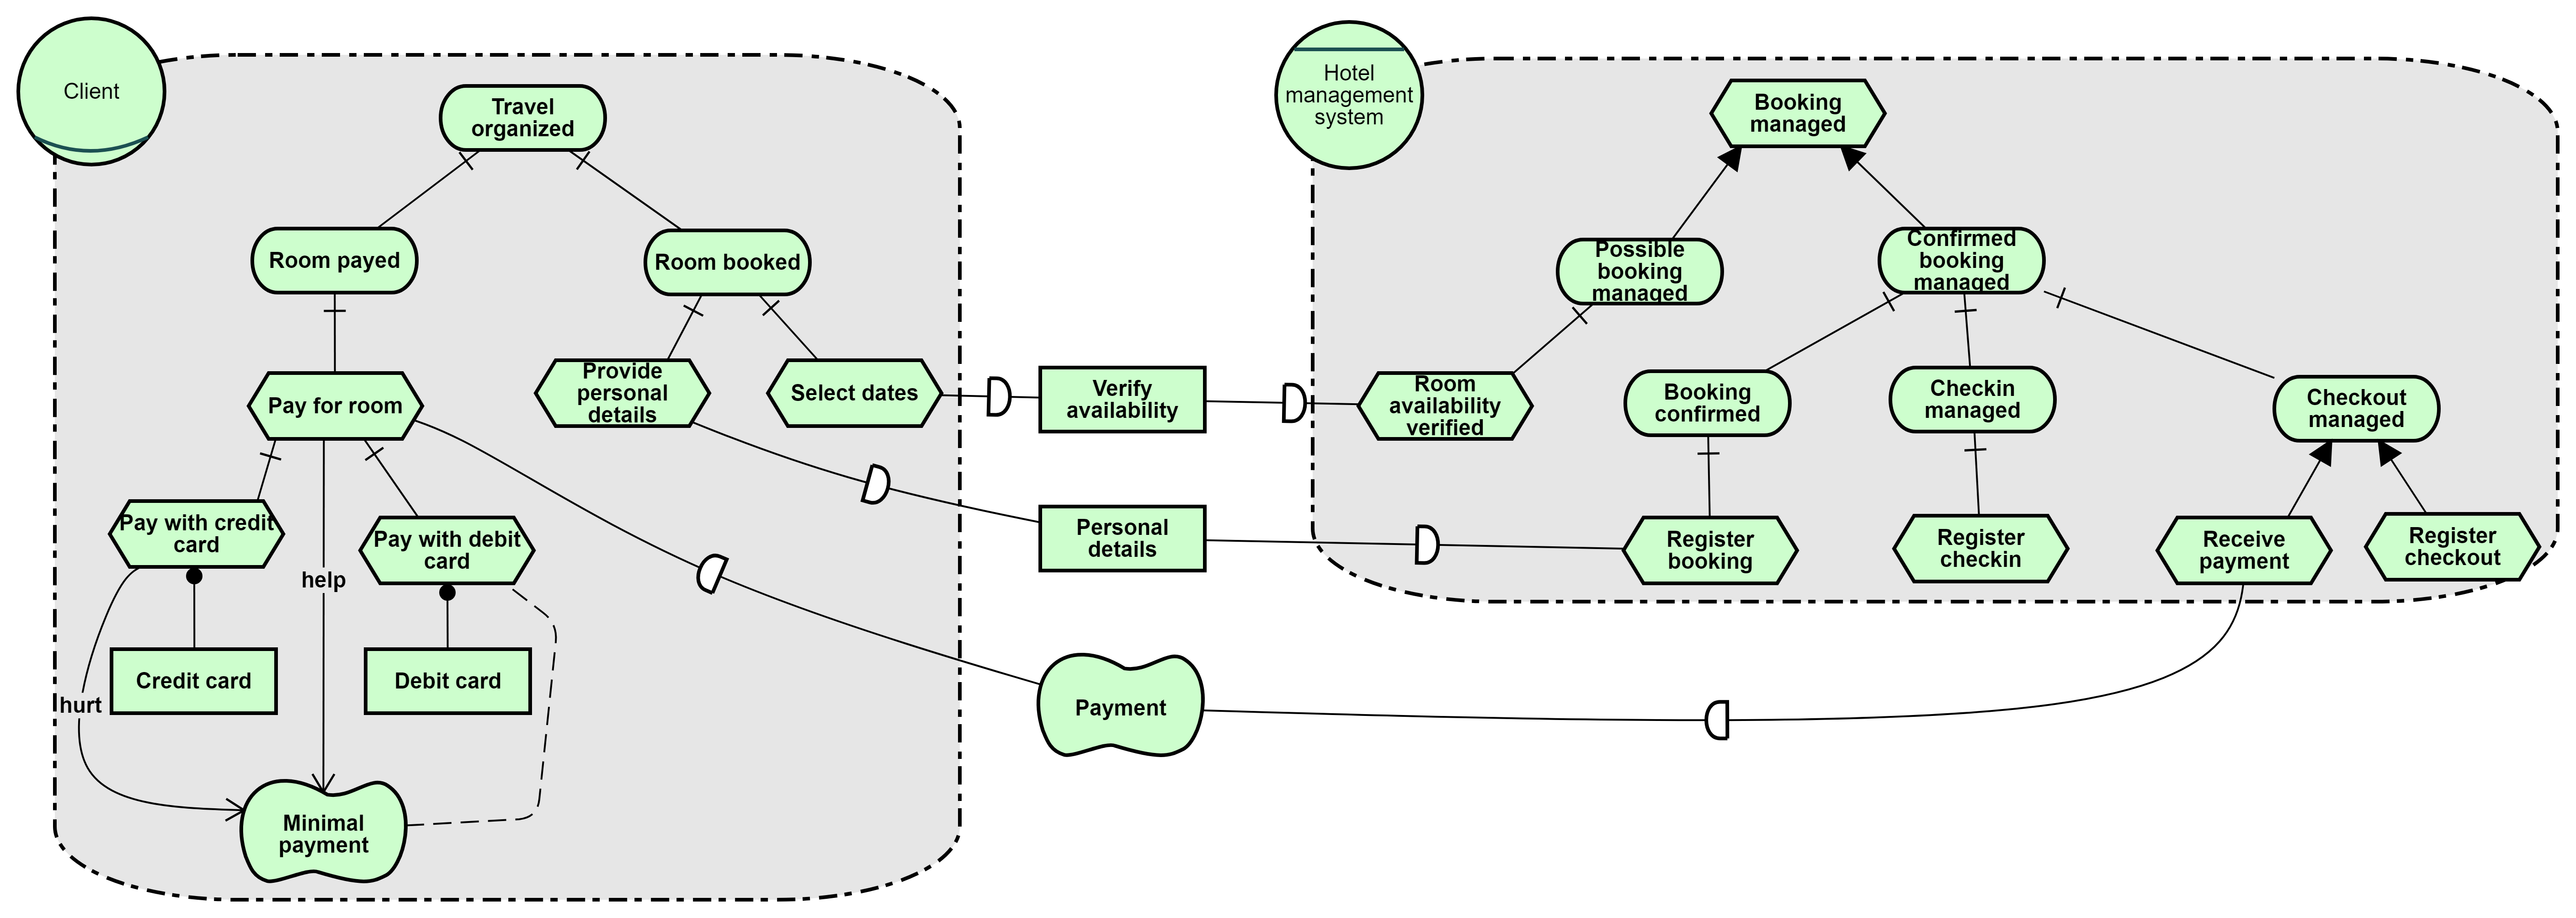 Client
Travel
organized
Room payed
Room booked
Pay for room
Provide
personal
details
Select dates
Pay with credit
card
Pay with debit
card
help
Credit card
Debit card
hurt
Minimal
payment
Verify
availability
Personal
details
Payment
Hotel
management
system
Booking
managed
Possible
booking
managed
Confirmed
booking
managed
Room
availability
verified
Booking
confirmed
Checkin
managed
Checkout
managed
Register
booking
Register
checkin
Receive
payment
Register
checkout